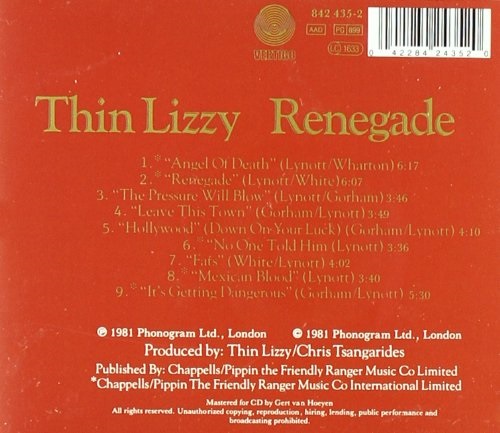 842 435-2
AAD PG 899
LC 1633
VERTIGO
0 42284 24352 0
Thin Lizzy Renegade
1.* "Angel Of Death" (Lynott/Wharton) 6:17
2.* "Renegade" (Lynott/White) 6:07
3. "The Pressure Will Blow" (Lynott/Gorham) 3:46
4. "Leave This Town" (Gorham/Lynott) 3:49
5. "Hollywood" (Down On Your Luck) (Gorham/Lynott) 4:10
6.* "No One Told Him (Lynott) 3:36
7. "Fats" (White/Lynott) 4:02
8.* "Mexican Blood" (Lynott) 3:40
9.* "It's Getting Dangerous" (Gorham/Lynott) 5:30
℗ 1981 Phonogram Ltd., London © 1981 Phonogram Ltd., London
Produced by: Thin Lizzy/Chris Tsangarides
Published By: Chappells/Pippin the Friendly Ranger Music Co Limited
*Chappells/Pippin The Friendly Ranger Music Co International Limited
Mastered for CD by Gert van Hoeyen
All rights reserved. Unauthorized copying, reproduction, hiring, lending, public performance and
broadcasting prohibited.